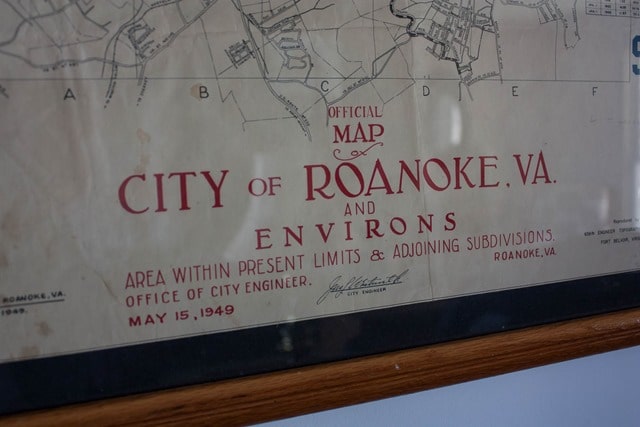 A B C D E F
OFFICIAL
MAP
of
CITY OF ROANOKE, VA.
AND
ENVIRONS
AREA WITHIN PRESENT LIMITS & ADJOINING SUBDIVISIONS.
OFFICE OF CITY ENGINEER.
ROANOKE, VA.
CITY ENGINEER
MAY 15, 1949
ROANOKE, VA.
1949.
S